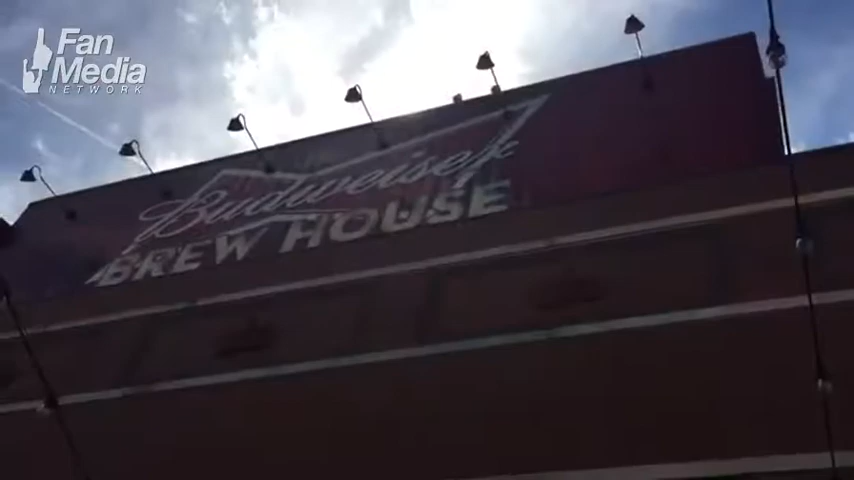 Fan
Media
NETWORK
Budweiser
BREW HOUSE